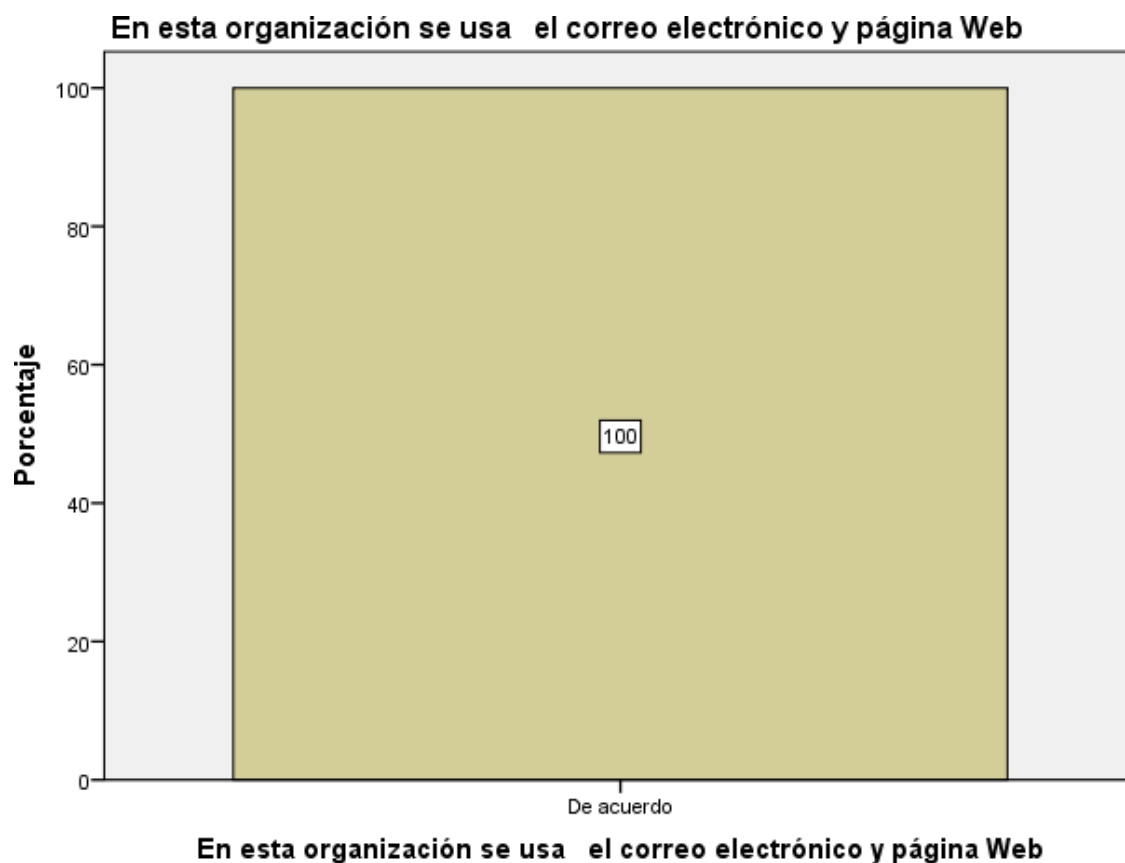 En esta organización se usa   el correo electrónico y página Web
Porcentaje
100
80
60
40
20
0
100
De acuerdo
En esta organización se usa   el correo electrónico y página Web